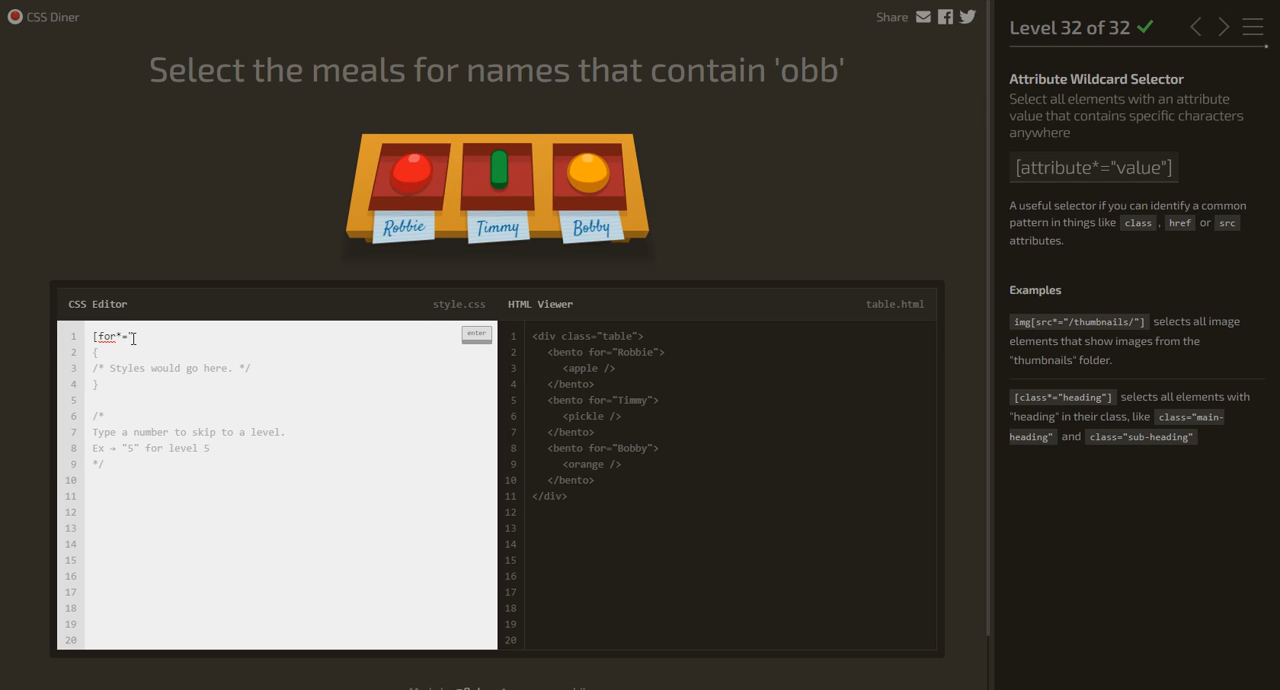 CSS Diner
Share
Select the meals for names that contain 'obb'
Robbie
Timmy
Bobby
CSS Editor
style.css
HTML Viewer
table.html
1 [for*="
enter
2 {
3 /* Styles would go here. */
4 }
5
6 /*
7 Type a number to skip to a level.
8 Ex → "5" for level 5
9 */
10
11
12
13
14
15
16
17
18
19
20
1 <div class="table">
2 <bento for="Robbie">
3 <apple />
4 </bento>
5 <bento for="Timmy">
6 <pickle />
7 </bento>
8 <bento for="Bobby">
9 <orange />
10 </bento>
11 </div>
12
13
14
15
16
17
18
19
20
Level 32 of 32
Attribute Wildcard Selector
Select all elements with an attribute
value that contains specific characters
anywhere
[attribute*="value"]
A useful selector if you can identify a common
pattern in things like class , href or src
attributes.
Examples
img[src*="/thumbnails/"] selects all image
elements that show images from the
"thumbnails" folder.
[class*="heading"] selects all elements with
"heading" in their class, like class="main-
heading" and class="sub-heading"